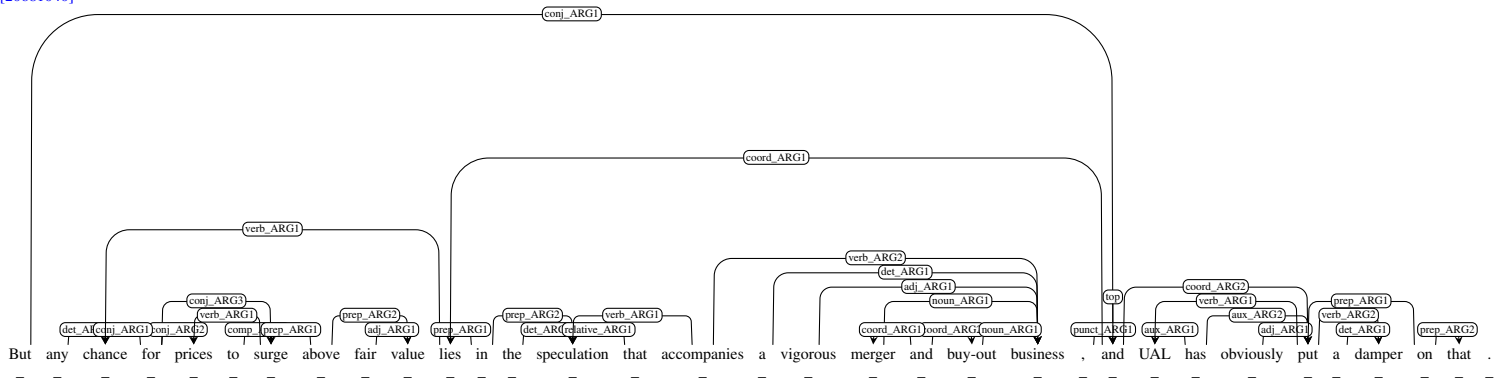 conj_ARG1
coord_ARG1
verb_ARG1
verb_ARG2
det_ARG1
adj_ARG1
noun_ARG1
top
coord_ARG2
conj_ARG3 verb_ARG1 prep_ARG1
verb_ARG1 prep_ARG2 prep_ARG2 verb_ARG1 aux_ARG2 verb_ARG2
conj_ARG1 prep_ARG1 adj_ARG1 prep_ARG1 relative_ARG1 coord_ARG1 noun_ARG1 punct_ARG1 aux_ARG1 adj_ARG1 det_ARG1 prep_ARG2
But any chance for prices to surge above fair value lies in the speculation that accompanies a vigorous merger and buy-out business , and UAL has obviously put a damper on that .